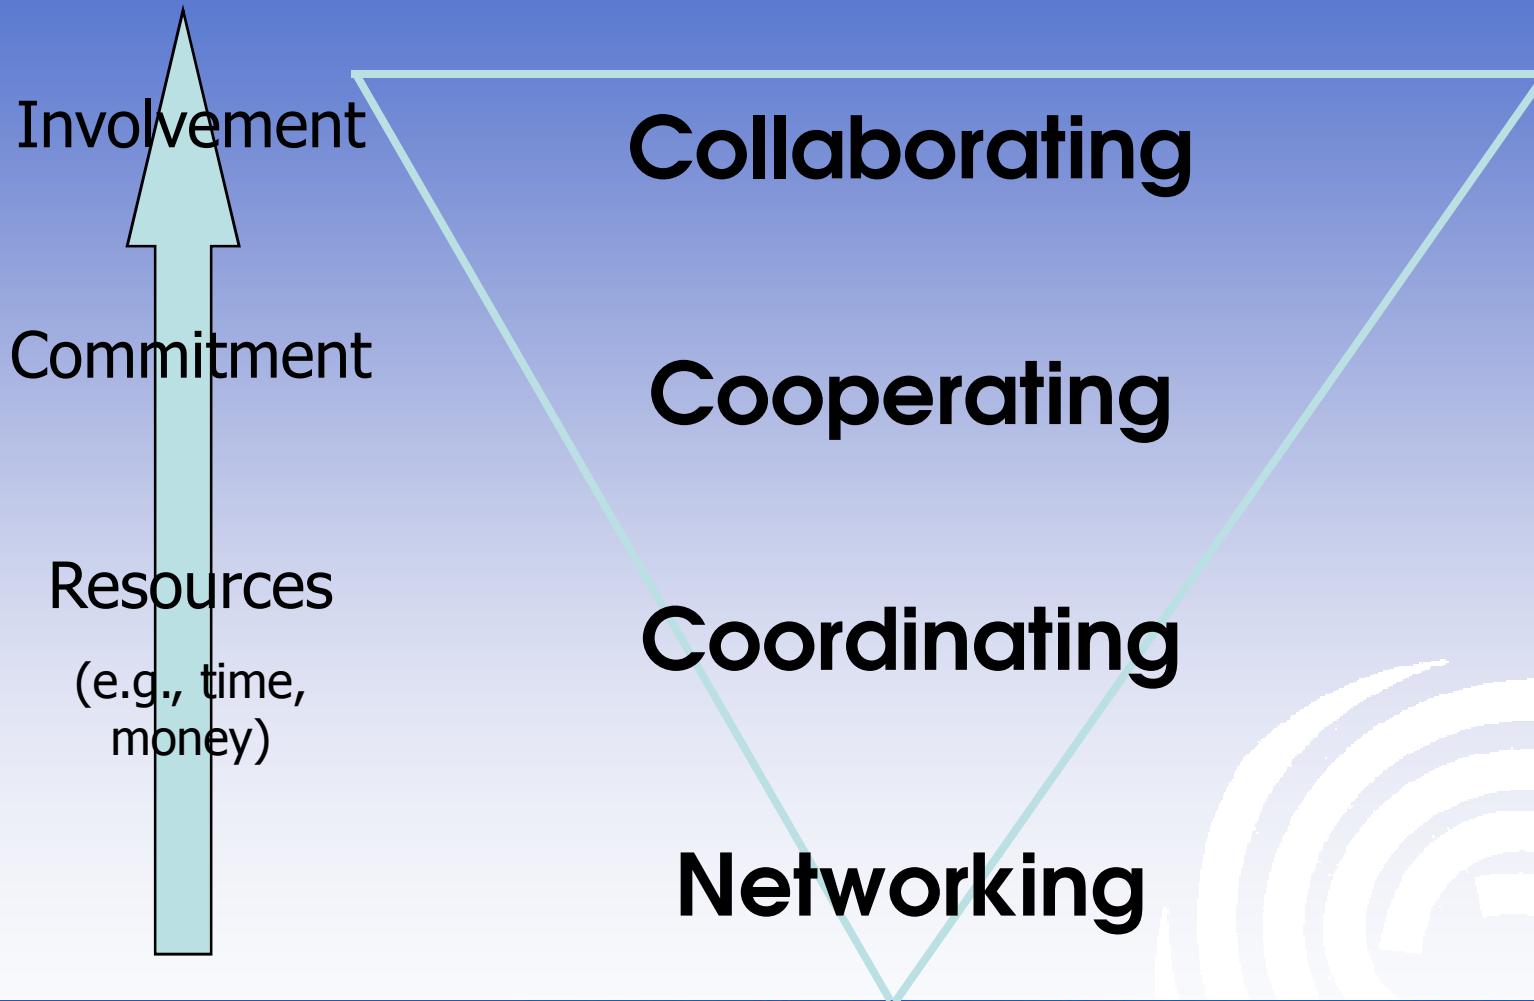 Involvement
Commitment
Resources
(e.g., time,
money)
Collaborating
Cooperating
Coordinating
Networking